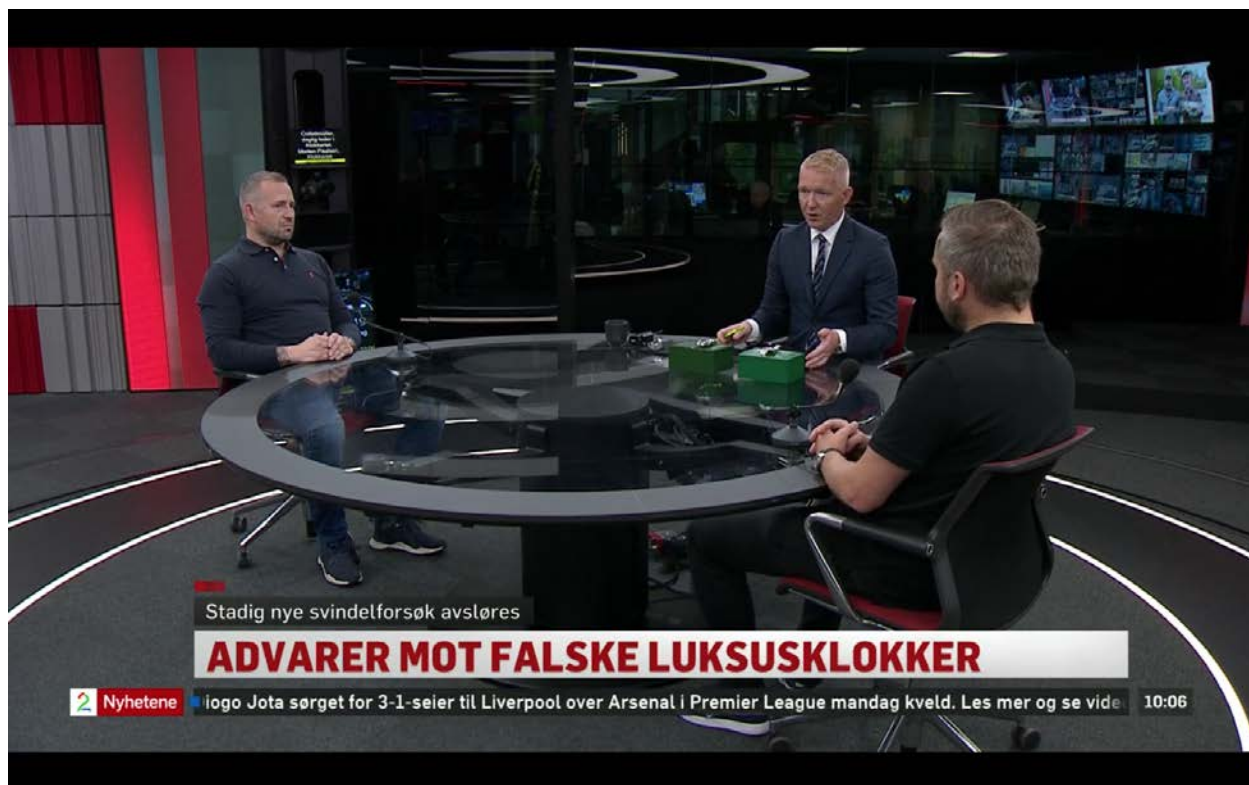 Stadig nye svindelforsøk avsløres
ADVARER MOT FALSKE LUKSUSKLOKKER
2 Nyhetene iogo Jota sørget for 3-1-seier til Liverpool over Arsenal i Premier League mandag kveld. Les mer og se vide 10:06